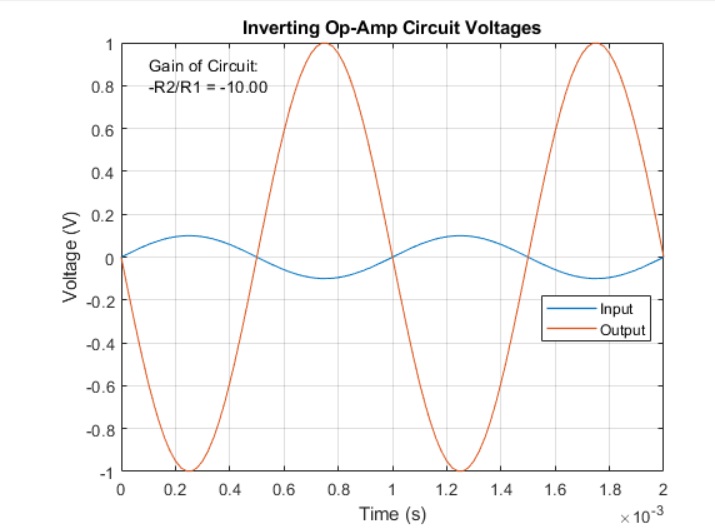 Inverting Op-Amp Circuit Voltages
Gain of Circuit:
-R2/R1 = -10.00
Voltage (V)
1
0.8
0.6
0.4
0.2
0
-0.2
-0.4
-0.6
-0.8
-1
Input
Output
0 0.2 0.4 0.6 0.8 1 1.2 1.4 1.6 1.8 2
Time (s)
×10⁻³